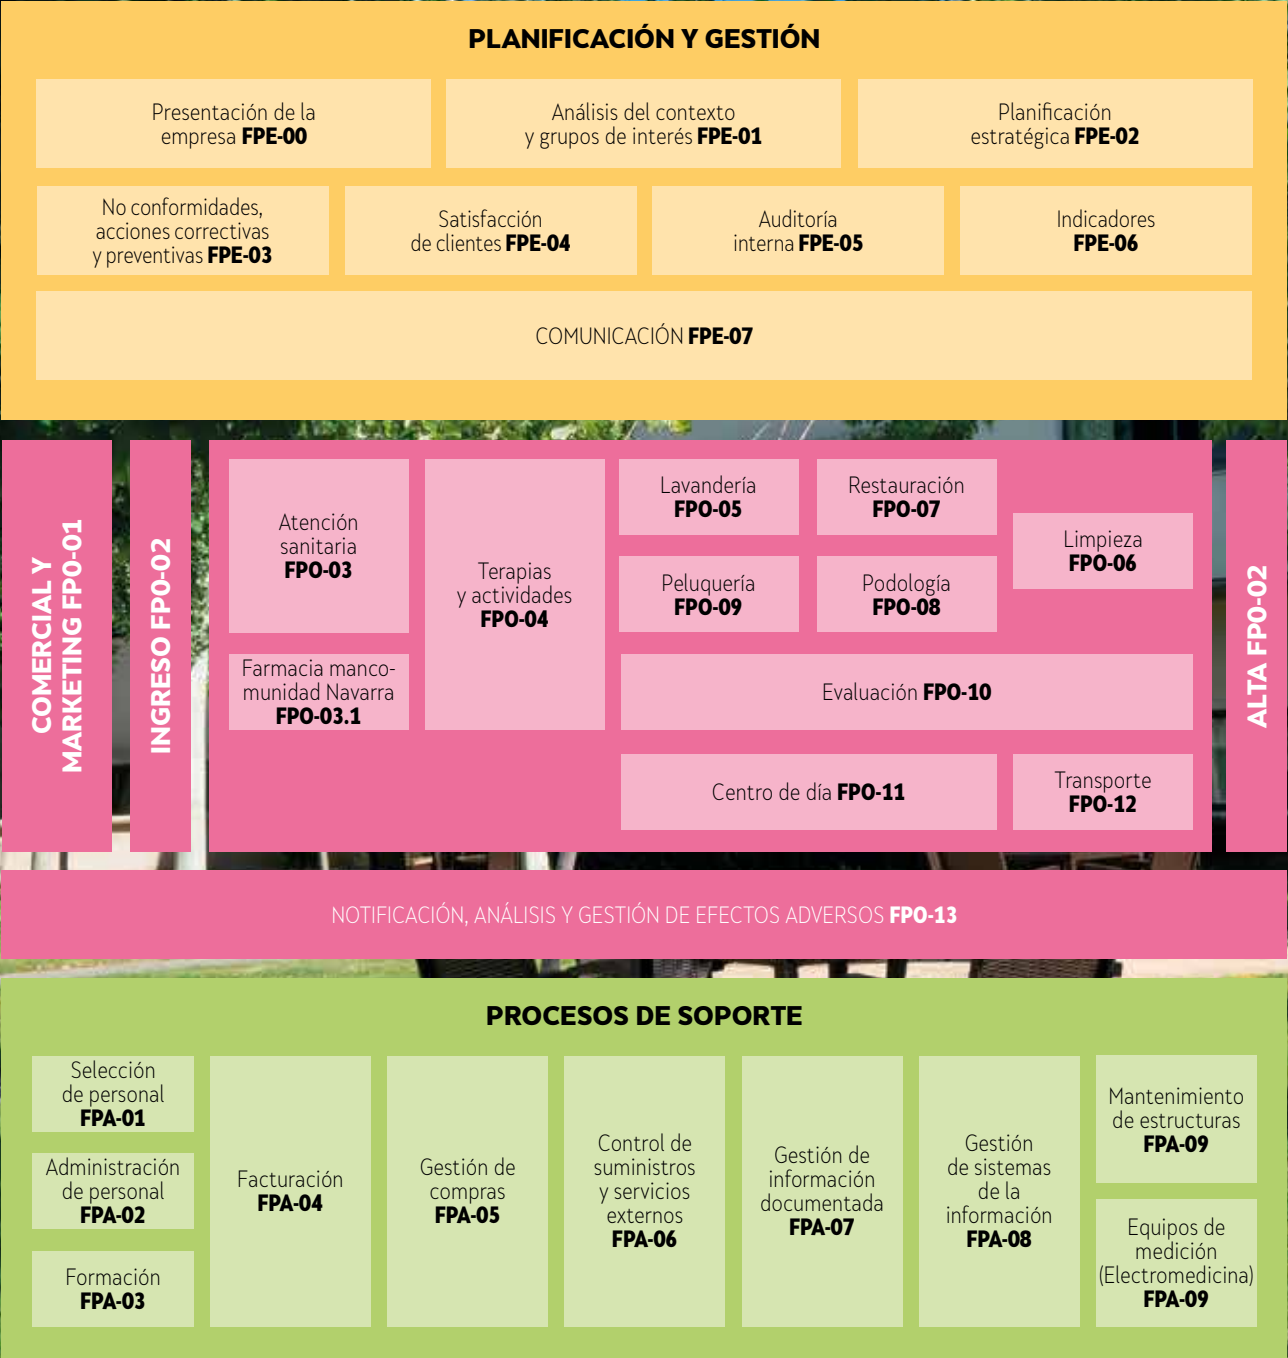 PLANIFICACIÓN Y GESTIÓN
Presentación de la
empresa FPE-00
Análisis del contexto
y grupos de interés FPE-01
Planificación
estratégica FPE-02
No conformidades,
acciones correctivas
y preventivas FPE-03
Satisfacción
de clientes FPE-04
Auditoría
interna FPE-05
Indicadores
FPE-06
COMUNICACIÓN FPE-07
COMERCIAL Y
MARKETING FP0-01
INGRESO FP0-02
Atención
sanitaria
FPO-03
Farmacia manco-
munidad Navarra
FPO-03.1
Terapias
y actividades
FPO-04
Lavandería
FPO-05
Restauración
FPO-07
Peluquería
FPO-09
Podología
FPO-08
Limpieza
FPO-06
Evaluación FPO-10
Centro de día FPO-11
Transporte
FPO-12
ALTA FP0-02
NOTIFICACIÓN, ANÁLISIS Y GESTIÓN DE EFECTOS ADVERSOS FPO-13
PROCESOS DE SOPORTE
Selección
de personal
FPA-01
Administración
de personal
FPA-02
Formación
FPA-03
Facturación
FPA-04
Gestión de
compras
FPA-05
Control de
suministros
y servicios
externos
FPA-06
Gestión de
información
documentada
FPA-07
Gestión
de sistemas
de la
información
FPA-08
Mantenimiento
de estructuras
FPA-09
Equipos de
medición
(Electromedicina)
FPA-09